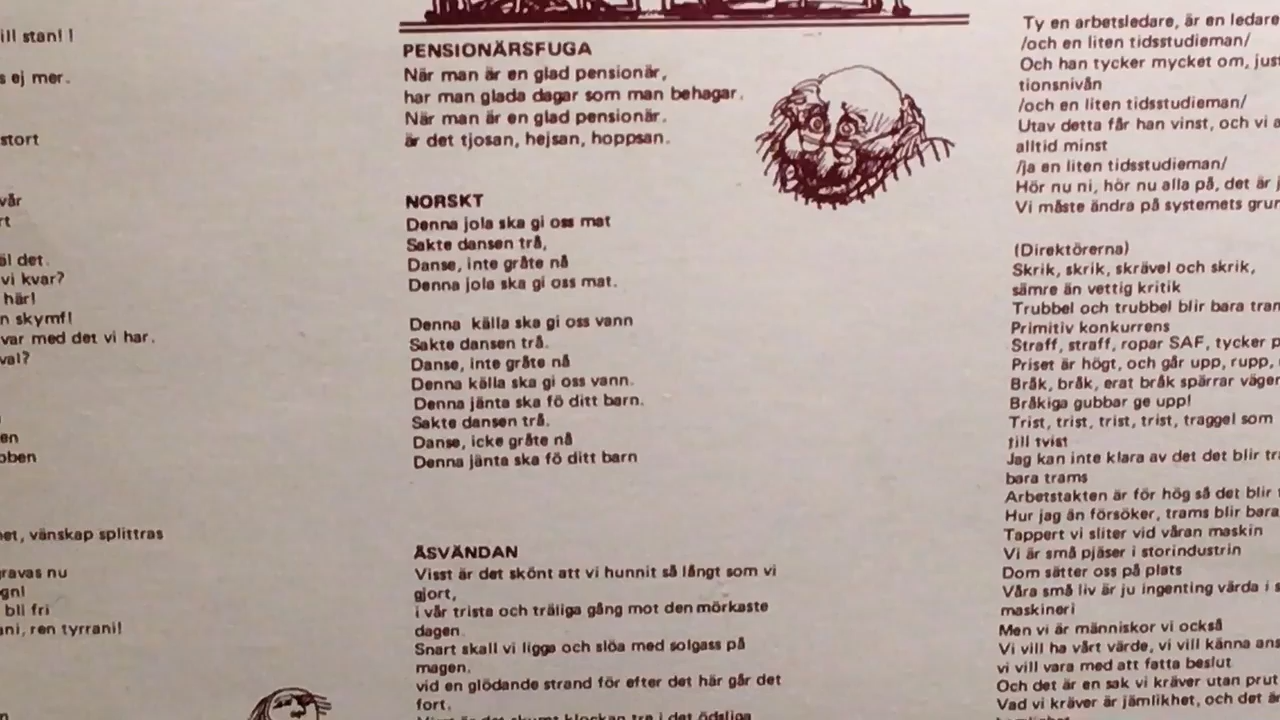 ill stan! !
s ej mer.
stort
vår
rt
äl det.
vi kvar?
här!
n skymf!
var med det vi har.
val?
en
bben
het, vänskap splittras
gravas nu
gn!
bli fri
ani, ren tyrrani!
PENSIONÄRSFUGA
När man är en glad pensionär,
har man glada dagar som man behagar.
När man är en glad pensionär.
är det tjosan, hejsan, hoppsan.
NORSKT
Denna jola ska gi oss mat
Sakte dansen trå,
Danse, inte gråte nå
Denna jola ska gi oss mat.
Denna källa ska gi oss vann
Sakte dansen trå.
Danse, inte gråte nå
Denna källa ska gi oss vann.
Denna jänta ska fö ditt barn.
Sakte dansen trå.
Danse, icke gråte nå
Denna jänta ska fö ditt barn
ÅSVÄNDAN
Visst är det skönt att vi hunnit så långt som vi
gjort,
i vår trista och träliga gång mot den mörkaste
dagen.
Snart skall vi ligga och slöa med solgass på
magen.
vid en glödande strand för efter det här går det
fort.
Visst är det skumt klockan tre i det ödsliga
Ty en arbetsledare, är en ledare
/och en liten tidsstudieman/
Och han tycker mycket om, jus
tionsnivån
/och en liten tidsstudieman/
Utav detta får han vinst, och vi a
alltid minst
/ja en liten tidsstudieman/
Hör nu ni, hör nu alla på, det är j
Vi måste ändra på systemets grun
(Direktörerna)
Skrik, skrik, skrävel och skrik,
sämre än vettig kritik
Trubbel och trubbel blir bara tram
Primitiv konkurrens
Straff, straff, ropar SAF, tycker p
Priset är högt, och går upp, rupp,
Bråk, bråk, erat bråk spärrar väger
Bråkiga gubbar ge upp!
Trist, trist, trist, trist, traggel som
till tvist
Jag kan inte klara av det det blir tra
bara trams
Arbetstakten är för hög så det blir t
Hur jag än försöker, trams blir bara
Tappert vi sliter vid våran maskin
Vi är små pjäser i storindustrin
Dom sätter oss på plats
Våra små liv är ju ingenting värda i s
maskineri
Men vi är människor vi också
Vi vill ha vårt värde, vi vill känna ans
vi vill vara med att fatta beslut
Och det är en sak vi kräver utan prut
Vad vi kräver är jämlikhet, och det är